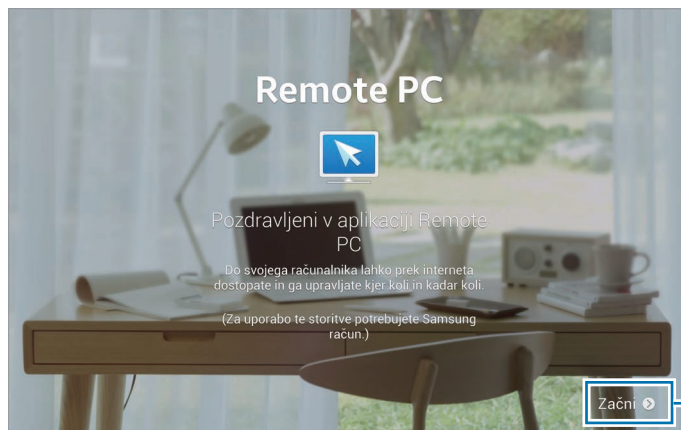 Remote PC
Pozdravljeni v aplikaciji Remote
PC
Do svojega računalnika lahko prek interneta
dostopate in ga upravljate kjer koli in kadar koli.
(Za uporabo te storitve potrebujete Samsung
račun.)
Začni